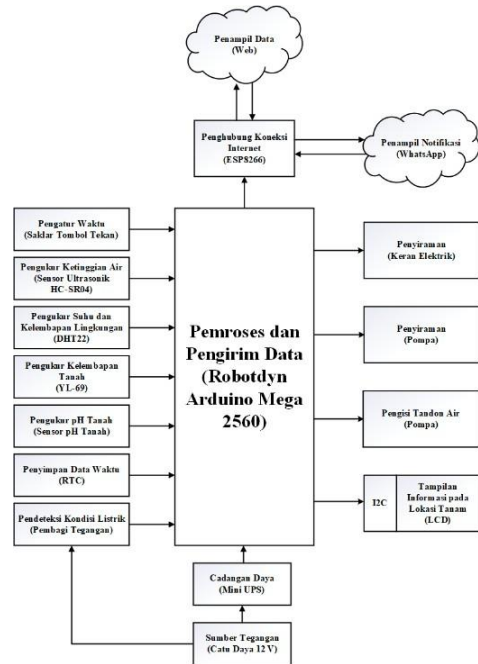 Penampil Data
(Web)
Penghubung Koneksi
Internet
(ESP8266)
Penampil Notifikasi
(WhatsApp)
Pengatur Waktu
(Saklar Tombol Tekan)
Pengukur Ketinggian Air
(Sensor Ultrasonik
HC-SR04)
Pengukur Suhu dan
Kelembapan Lingkungan
(DHT22)
Pengukur Kelembapan
Tanah
(YL-69)
Pengukur pH Tanah
(Sensor pH Tanah)
Penyimpan Data Waktu
(RTC)
Pendeteksi Kondisi Listrik
(Pembagi Tegangan)
Pemroses dan
Pengirim Data
(Robotdyn
Arduino Mega
2560)
Penyiraman
(Keran Elektrik)
Penyiraman
(Pompa)
Pengisi Tandon Air
(Pompa)
I2C
Tampilan
Informasi pada
Lokasi Tanam
(LCD)
Cadangan Daya
(Mini UPS)
Sumber Tegangan
(Catu Daya 12 V)